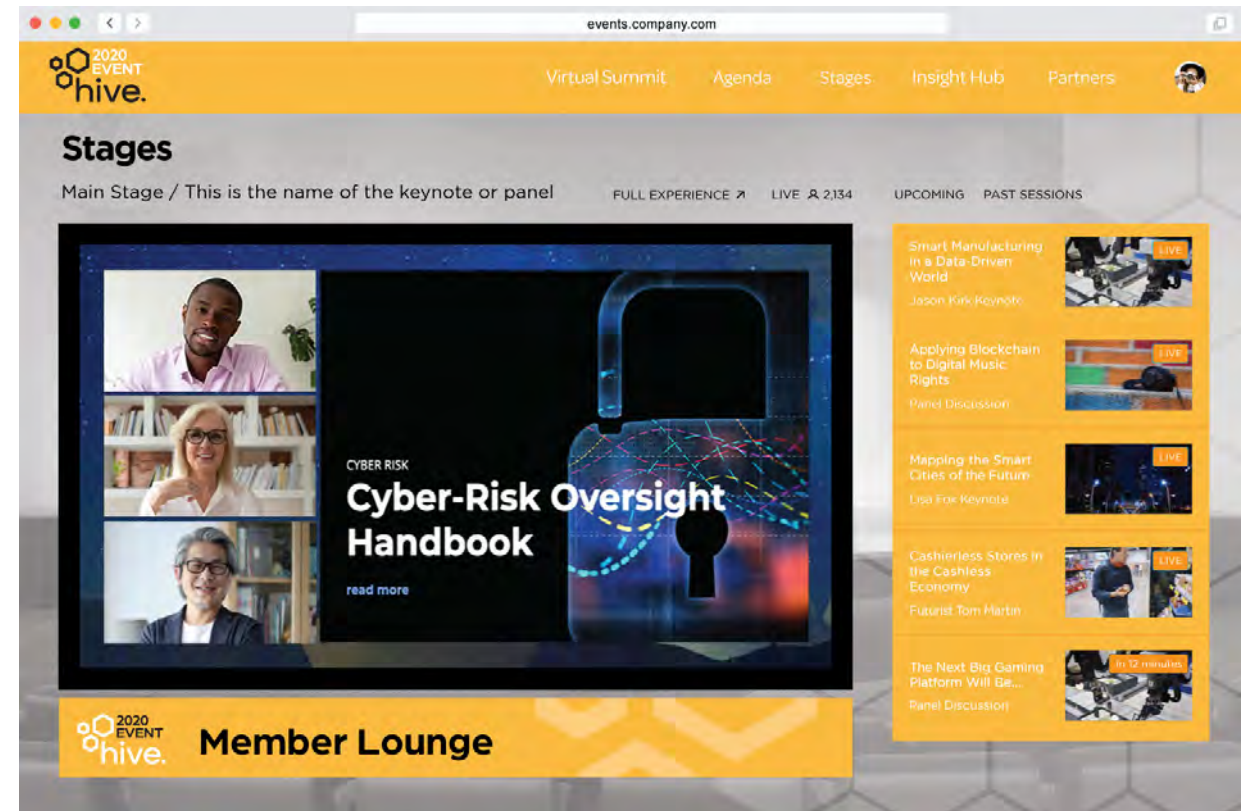 events.company.com
2020
EVENT
hive.
Virtual Summit
Agenda
Stages
Insight Hub
Partners
Stages
Main Stage / This is the name of the keynote or panel
FULL EXPERIENCE
LIVE 2,134
UPCOMING
PAST SESSIONS
CYBER RISK
Cyber-Risk Oversight
Handbook
read more
Smart Manufacturing
in a Data-Driven
World
Jason Kirk Keynote
LIVE
Applying Blockchain
to Digital Music
Rights
Panel Discussion
LIVE
Mapping the Smart
Cities of the Future
Lisa Fox Keynote
LIVE
Cashierless Stores in
the Cashless
Economy
Futurist Tom Martin
LIVE
The Next Big Gaming
Platform Will Be...
Panel Discussion
In 12 minutes
2020
EVENT
hive.
Member Lounge